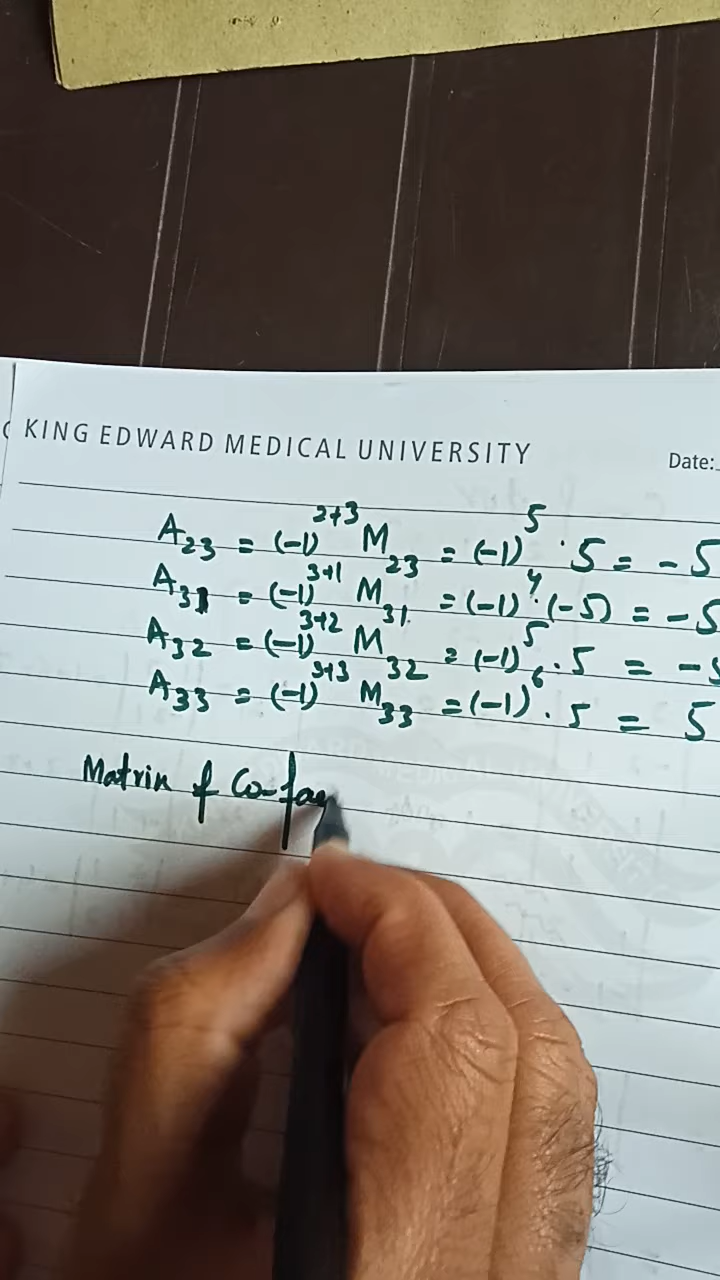 KING EDWARD MEDICAL UNIVERSITY Date:
A₂₃ = (-1)²⁺³ M₂₃ = (-1)⁵ · 5 = -5
A₃₁ = (-1)³⁺¹ M₃₁. = (-1)⁴ · (-5) = -5
A₃₂ = (-1)³⁺² M₃₂ = (-1)⁵ . 5 = -5
A₃₃ = (-1)³⁺³ M₃₃ = (-1)⁶ . 5 = 5
Matrix of Co-fac